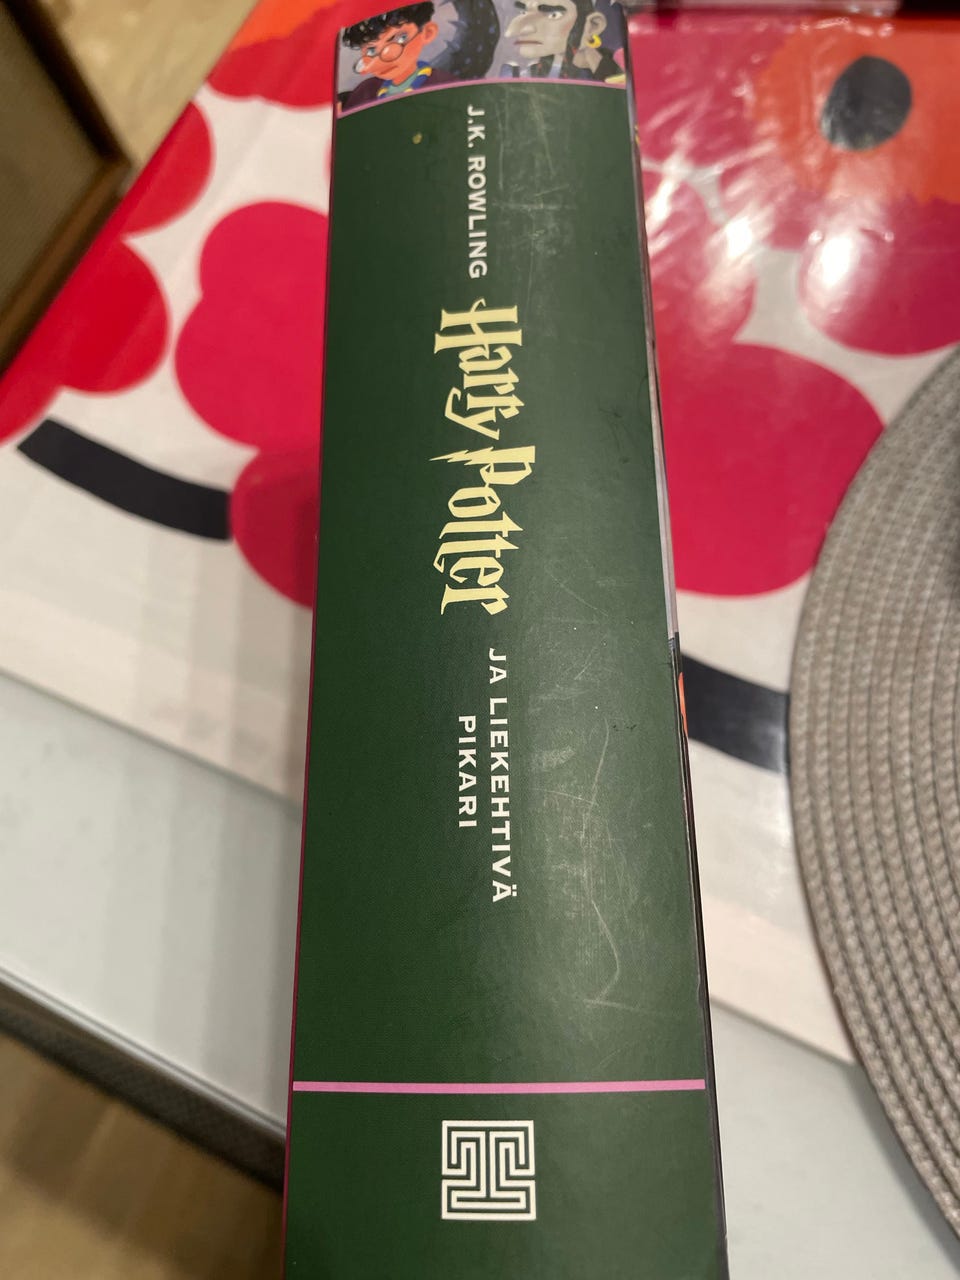 J.K. ROWLING
Harry Potter
JA LIEKEHTIVÄ
PIKARI